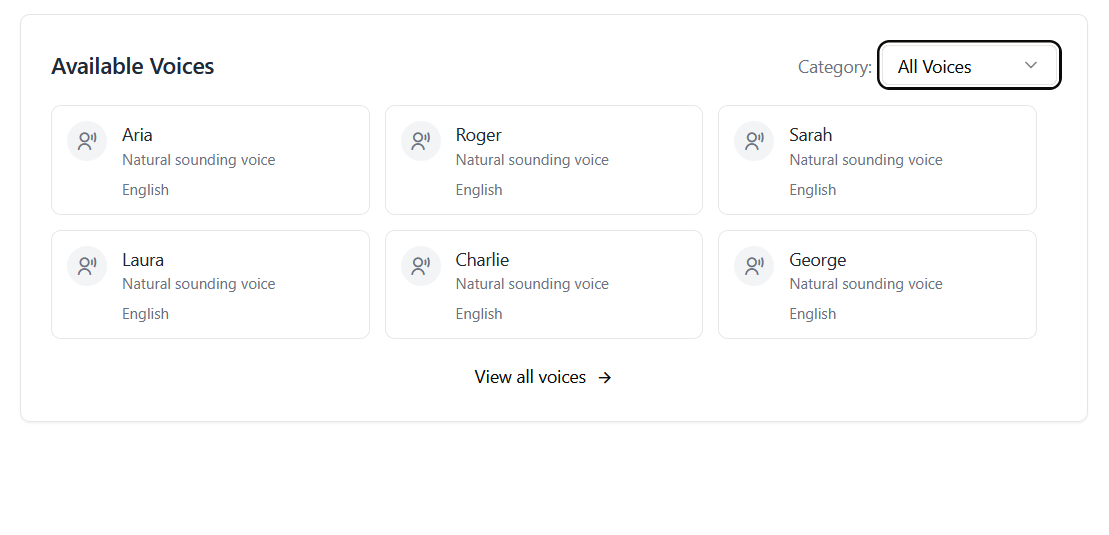 Available Voices
Category: All Voices
Aria
Natural sounding voice
English
Roger
Natural sounding voice
English
Sarah
Natural sounding voice
English
Laura
Natural sounding voice
English
Charlie
Natural sounding voice
English
George
Natural sounding voice
English
View all voices →